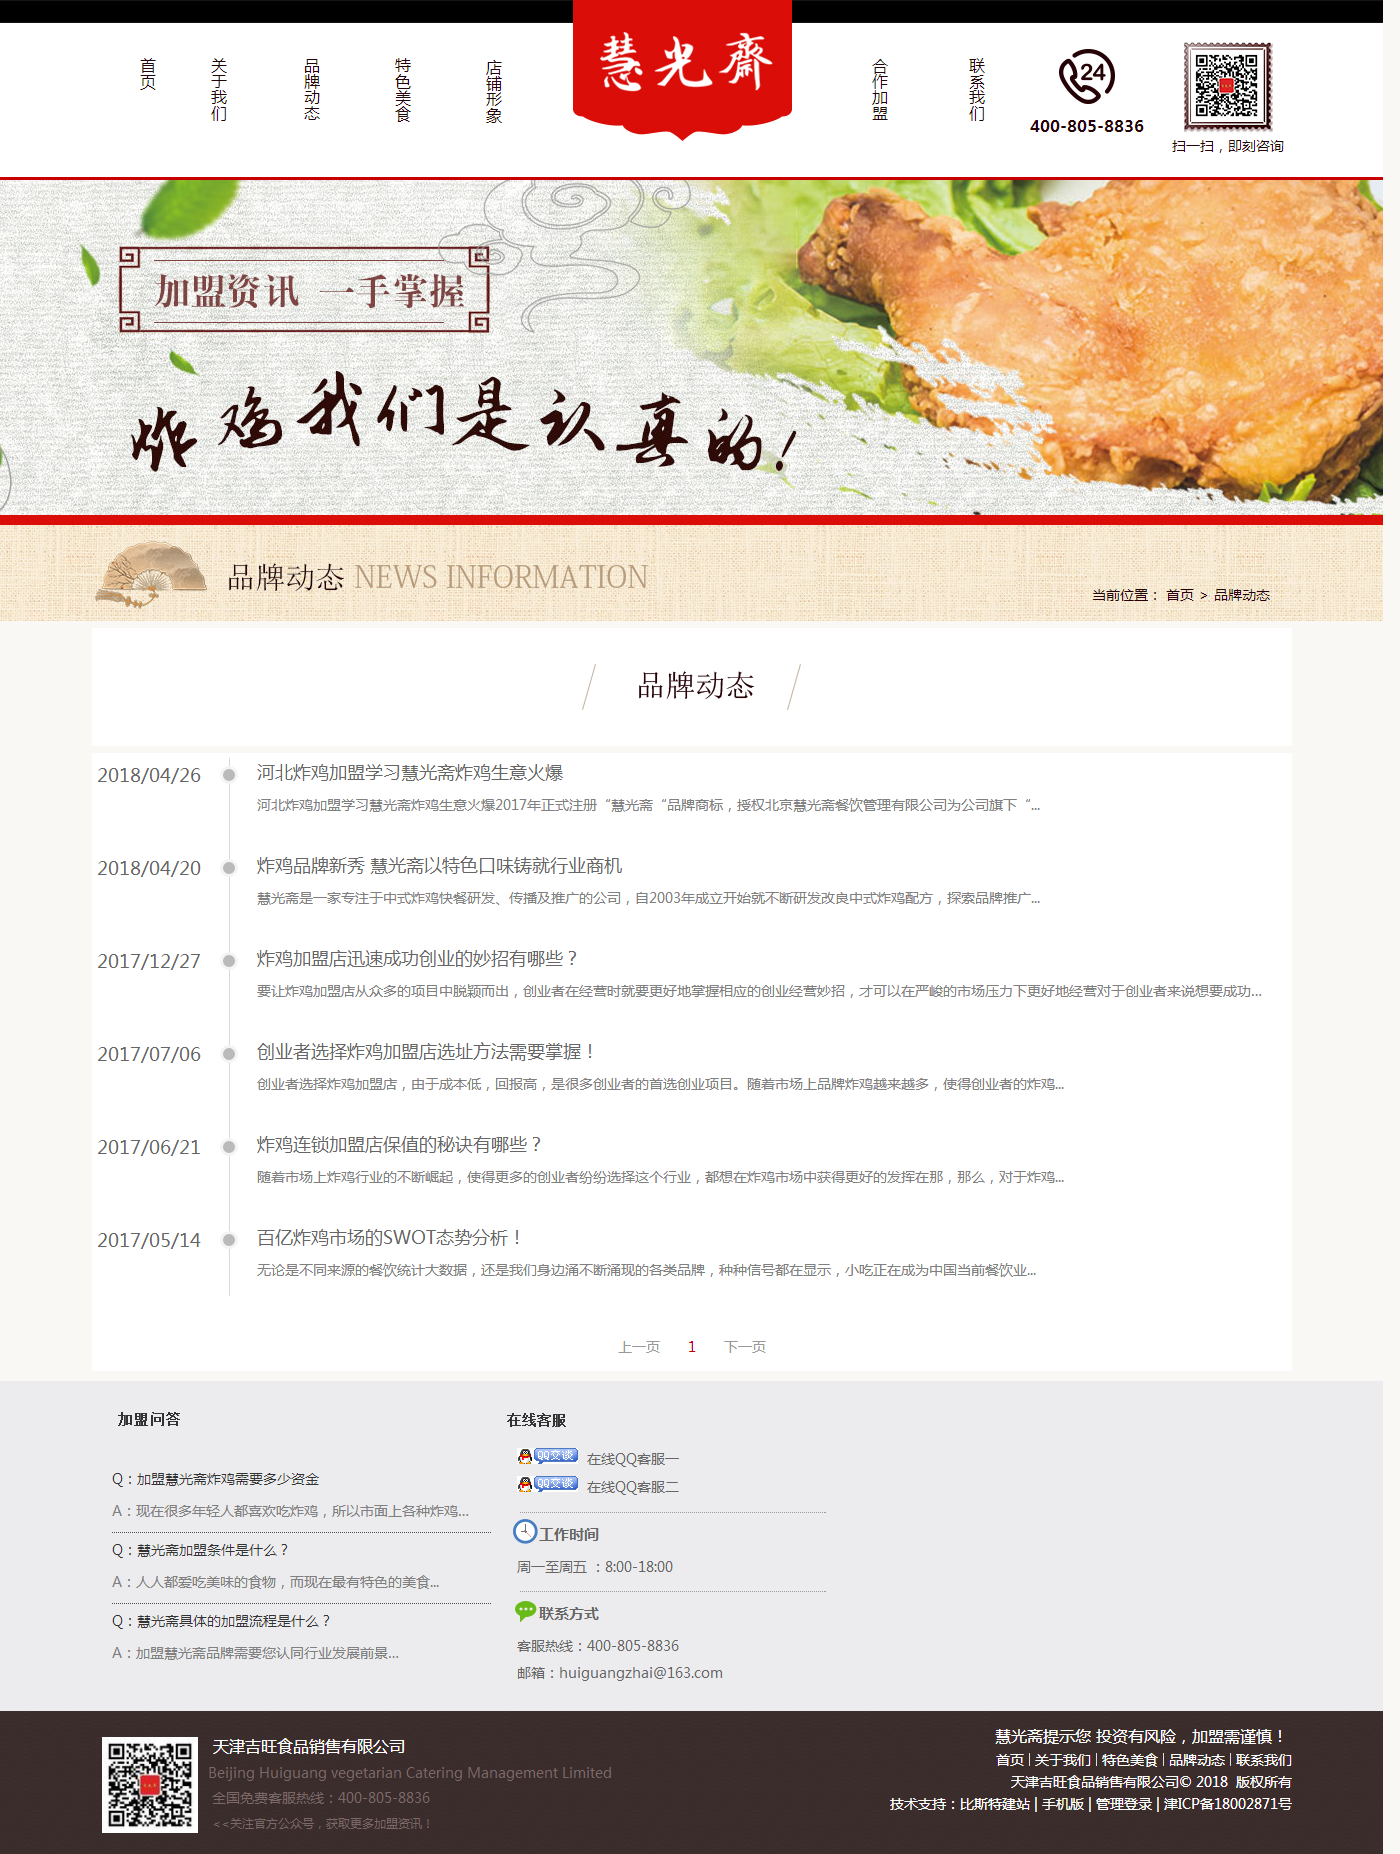 首页
关于我们
品牌动态
特色美食
店铺形象
慧光齋
合作加盟
联系我们
24
400-805-8836
扫一扫，即刻咨询
加盟资讯 一手掌握
炸鸡我们是认真的！
品牌动态 NEWS INFORMATION
当前位置： 首页 > 品牌动态
品牌动态
2018/04/26
河北炸鸡加盟学习慧光斋炸鸡生意火爆
河北炸鸡加盟学习慧光斋炸鸡生意火爆2017年正式注册“慧光斋“品牌商标，授权北京慧光斋餐饮管理有限公司为公司旗下“...
2018/04/20
炸鸡品牌新秀 慧光斋以特色口味铸就行业商机
慧光斋是一家专注于中式炸鸡快餐研发、传播及推广的公司，自2003年成立开始就不断研发改良中式炸鸡配方，探索品牌推广...
2017/12/27
炸鸡加盟店迅速成功创业的妙招有哪些？
要让炸鸡加盟店从众多的项目中脱颖而出，创业者在经营时就要更好地掌握相应的创业经营妙招，才可以在严峻的市场压力下更好地经营对于创业者来说想要成功...
2017/07/06
创业者选择炸鸡加盟店选址方法需要掌握！
创业者选择炸鸡加盟店，由于成本低，回报高，是很多创业者的首选创业项目。随着市场上品牌炸鸡越来越多，使得创业者的炸鸡...
2017/06/21
炸鸡连锁加盟店保值的秘诀有哪些？
随着市场上炸鸡行业的不断崛起，使得更多的创业者纷纷选择这个行业，都想在炸鸡市场中获得更好的发挥在那，那么，对于炸鸡...
2017/05/14
百亿炸鸡市场的SWOT态势分析！
无论是不同来源的餐饮统计大数据，还是我们身边涌不断涌现的各类品牌，种种信号都在显示，小吃正在成为中国当前餐饮业...
上一页 1 下一页
加盟问答
Q：加盟慧光斋炸鸡需要多少资金
A：现在很多年轻人都喜欢吃炸鸡，所以市面上各种炸鸡...
Q：慧光斋加盟条件是什么？
A：人人都爱吃美味的食物，而现在最有特色的美食...
Q：慧光斋具体的加盟流程是什么？
A：加盟慧光斋品牌需要您认同行业发展前景...
在线客服
QQ交谈 在线QQ客服一
QQ交谈 在线QQ客服二
工作时间
周一至周五 ：8:00-18:00
联系方式
客服热线：400-805-8836
邮箱：huiguangzhai@163.com
天津吉旺食品销售有限公司
Beijing Huiguang vegetarian Catering Management Limited
全国免费客服热线：400-805-8836
<<关注官方公众号，获取更多加盟资讯！
慧光斋提示您 投资有风险，加盟需谨慎！
首页 | 关于我们 | 特色美食 | 品牌动态 | 联系我们
天津吉旺食品销售有限公司© 2018 版权所有
技术支持：比斯特建站 | 手机版 | 管理登录 | 津ICP备18002871号